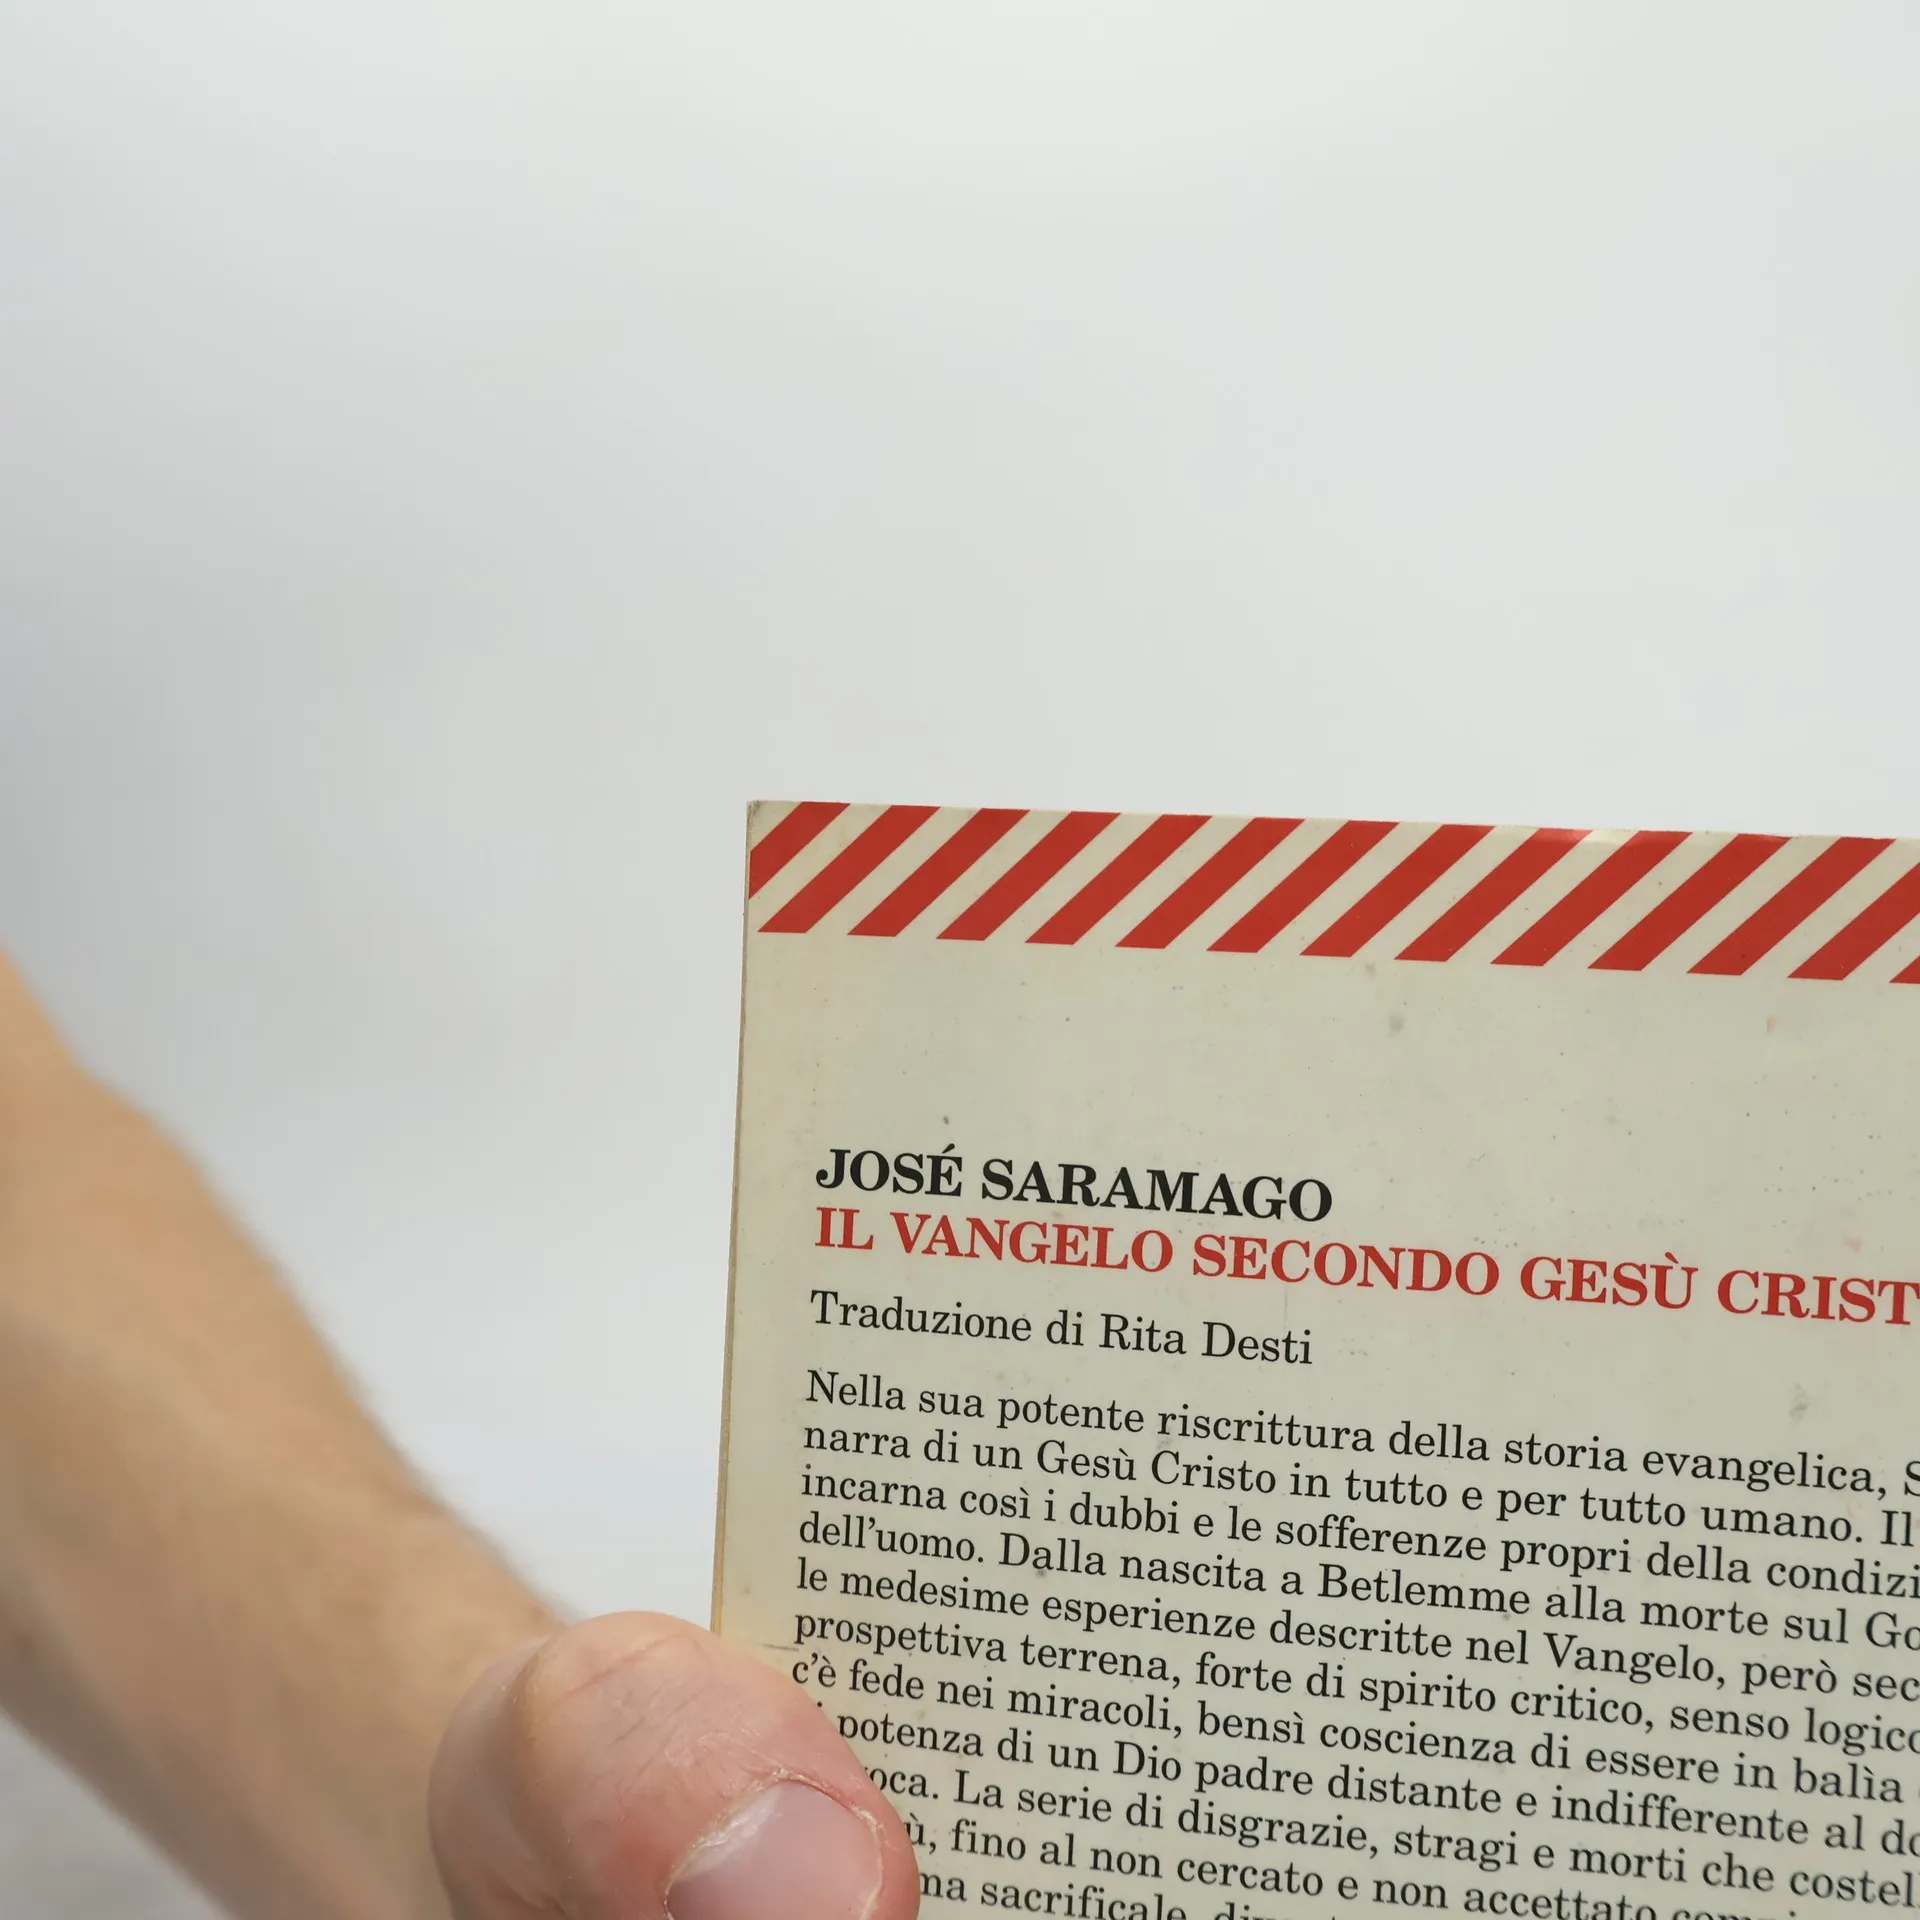 JOSÉ SARAMAGO
IL VANGELO SECONDO GESÙ CRIST
Traduzione di Rita Desti
Nella sua potente riscrittura della storia evangelica, S
narra di un Gesù Cristo in tutto e per tutto umano. Il
incarna così i dubbi e le sofferenze propri della condizi
dell'uomo. Dalla nascita a Betlemme alla morte sul Go
le medesime esperienze descritte nel Vangelo, però sec
prospettiva terrena, forte di spirito critico, senso logico
c'è fede nei miracoli, bensì coscienza di essere in balìa
potenza di un Dio padre distante e indifferente al do
oca. La serie di disgrazie, stragi e morti che costell
ù, fino al non cercato e non accettato
ma sacrificale,